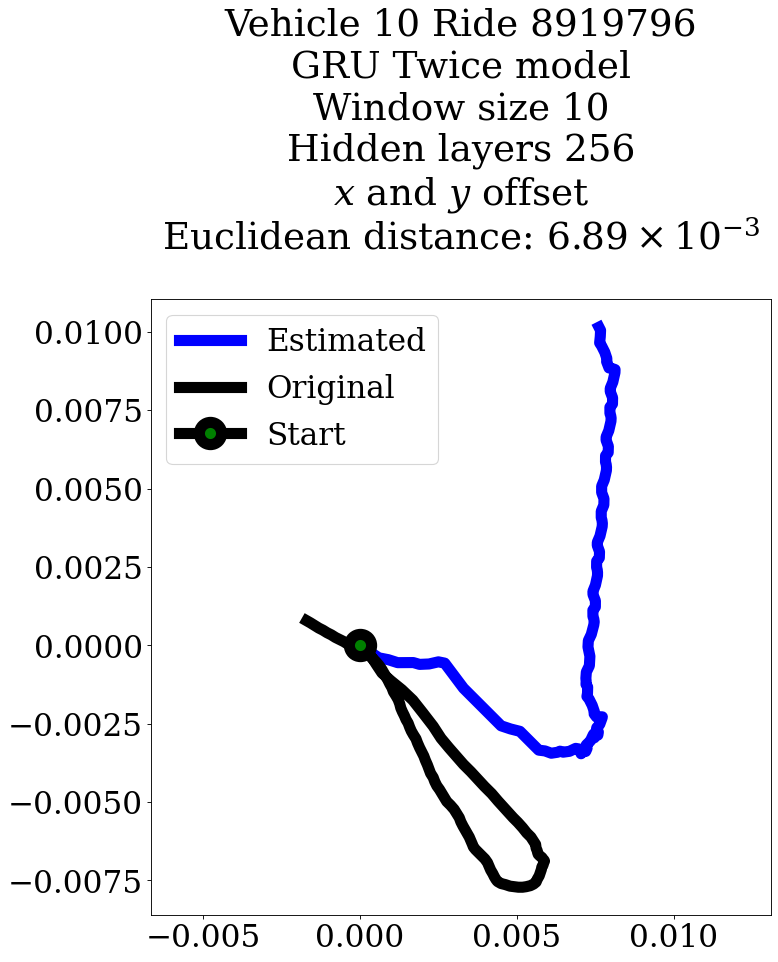 Vehicle 10 Ride 8919796
GRU Twice model
Window size 10
Hidden layers 256
x and y offset
Euclidean distance: 6.89 × 10⁻³
Estimated
Original
Start
0.0100
0.0075
0.0050
0.0025
0.0000
−0.0025
−0.0050
−0.0075
−0.005
0.000
0.005
0.010